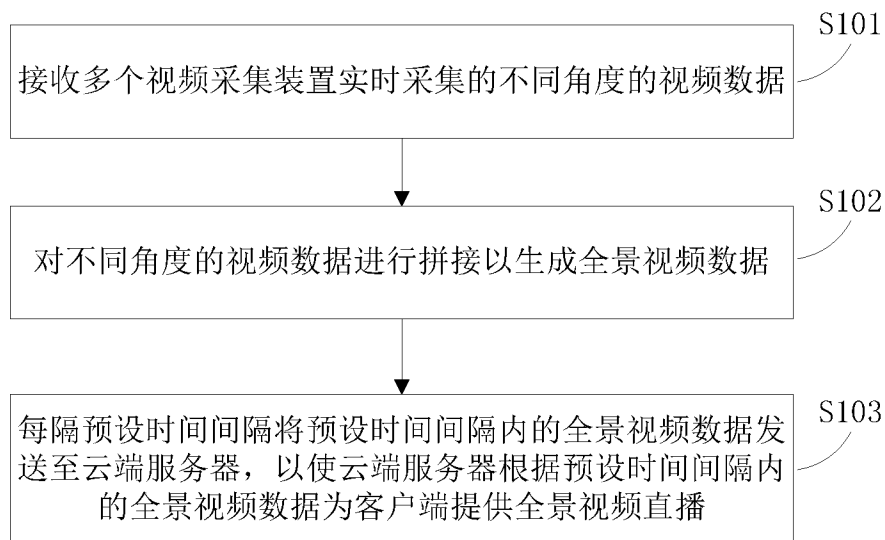 S101
接收多个视频采集装置实时采集的不同角度的视频数据
S102
对不同角度的视频数据进行拼接以生成全景视频数据
S103
每隔预设时间间隔将预设时间间隔内的全景视频数据发
送至云端服务器，以使云端服务器根据预设时间间隔内
的全景视频数据为客户端提供全景视频直播